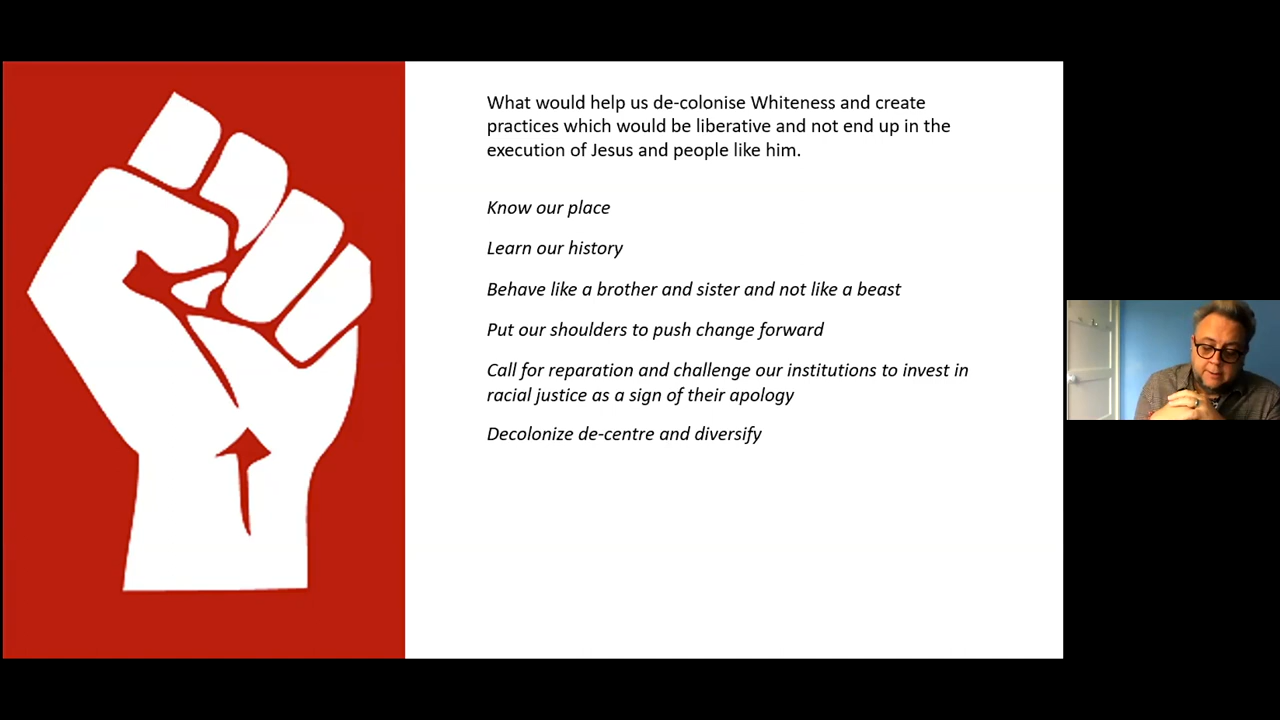 What would help us de-colonise Whiteness and create
practices which would be liberative and not end up in the
execution of Jesus and people like him.
Know our place
Learn our history
Behave like a brother and sister and not like a beast
Put our shoulders to push change forward
Call for reparation and challenge our institutions to invest in
racial justice as a sign of their apology
Decolonize de-centre and diversify